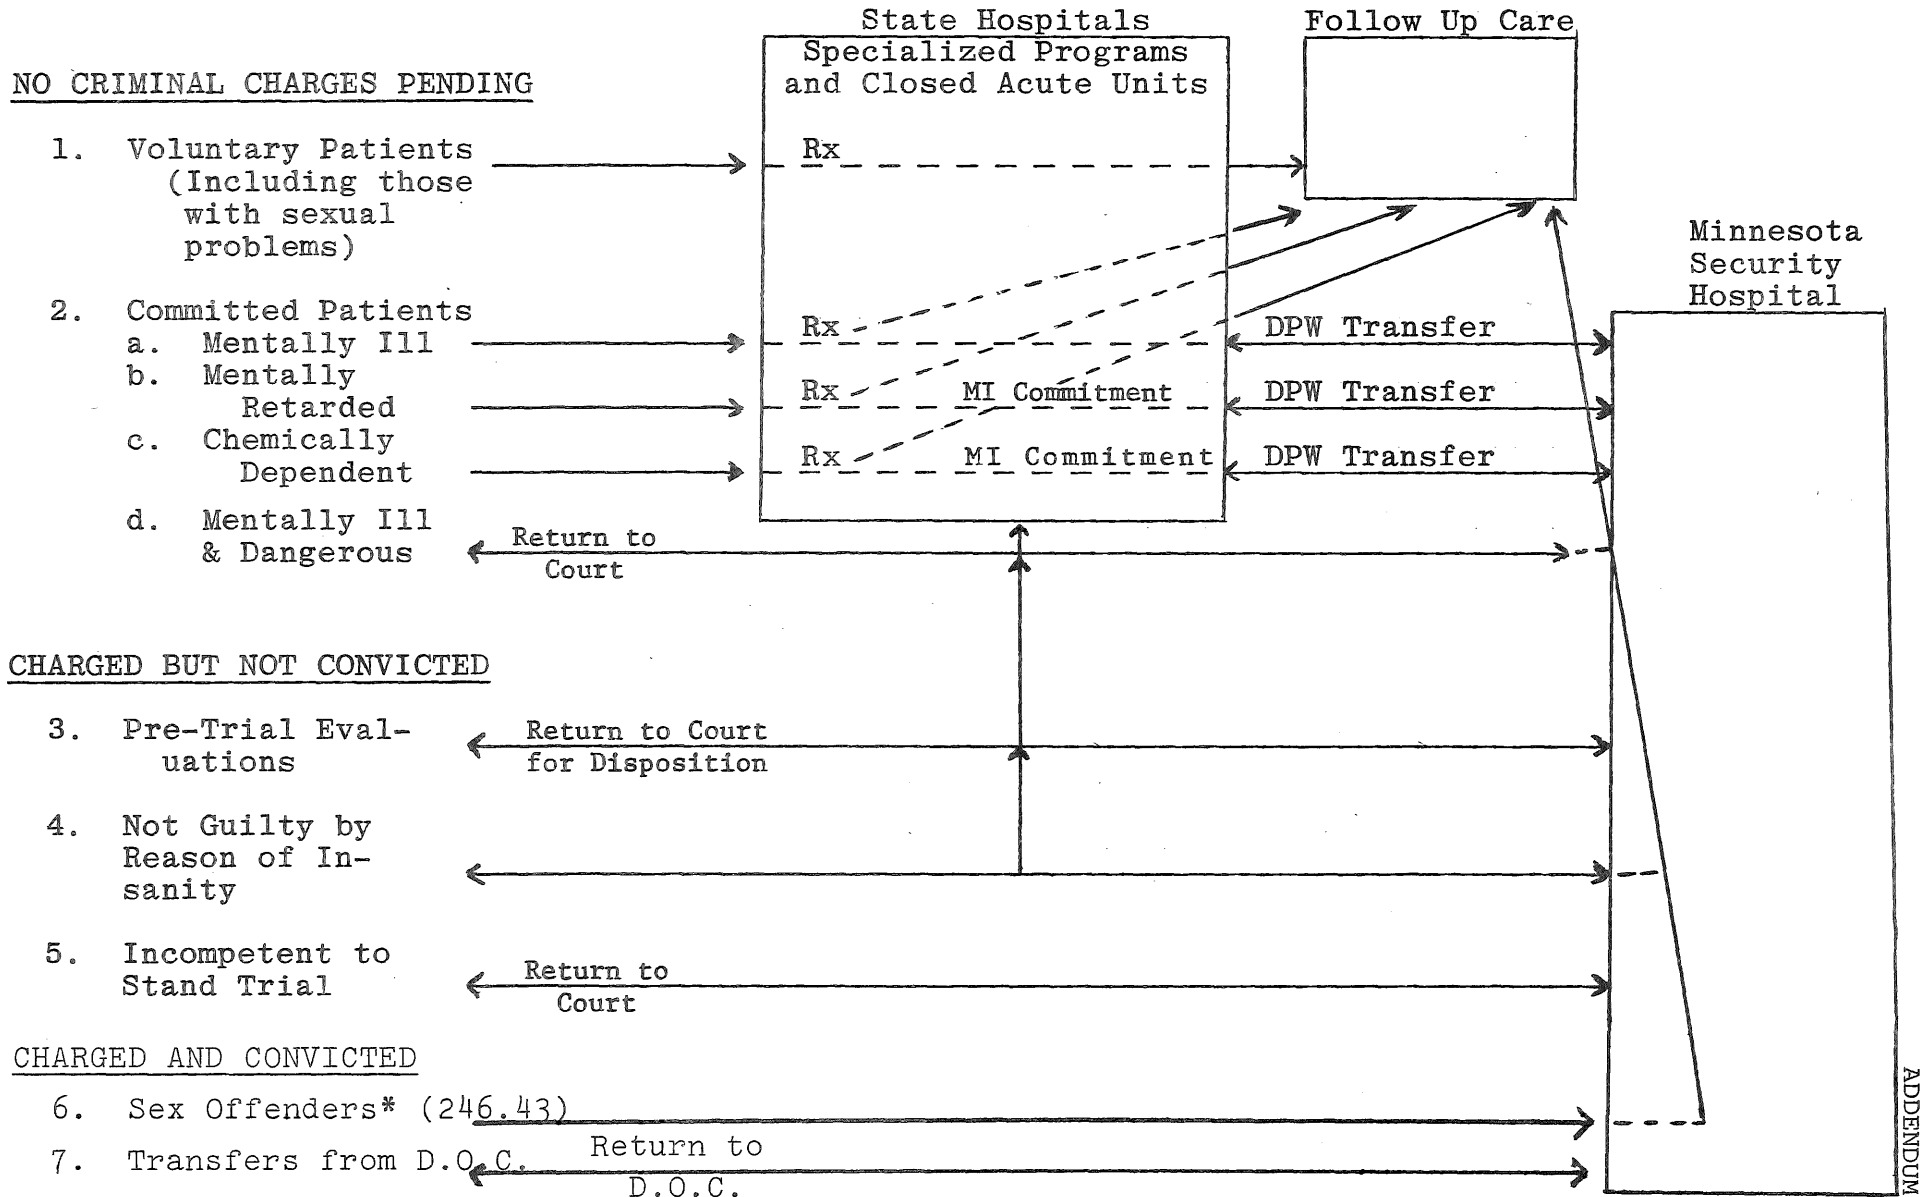 State Hospitals
Specialized Programs
and Closed Acute Units
Follow Up Care
NO CRIMINAL CHARGES PENDING
1. Voluntary Patients
(Including those
with sexual
problems)
Rx
Minnesota
Security
Hospital
2. Committed Patients
a. Mentally Ill
Rx
DPW Transfer
b. Mentally
Retarded
Rx
MI Commitment
DPW Transfer
c. Chemically
Dependent
Rx
MI Commitment
DPW Transfer
d. Mentally Ill
& Dangerous
Return to
Court
CHARGED BUT NOT CONVICTED
3. Pre-Trial Eval-
uations
Return to Court
for Disposition
4. Not Guilty by
Reason of In-
sanity
5. Incompetent to
Stand Trial
Return to
Court
CHARGED AND CONVICTED
6. Sex Offenders* (246.43)
7. Transfers from D.O.C.
Return to
D.O.C.
ADDENDUM